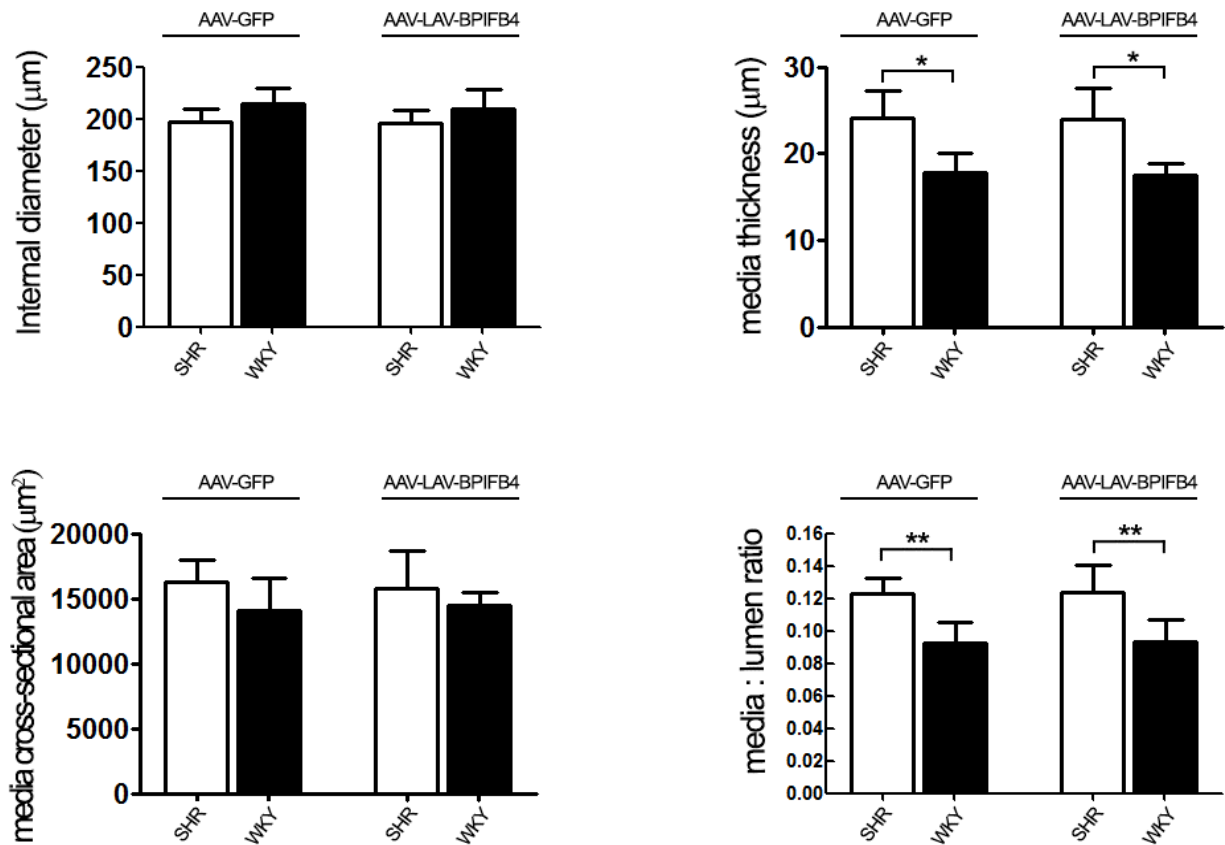 AAV-GFP AAV-LAV-BPIFB4
Internal diameter (μm)
250
200
150
100
50
0
SHR WKY SHR WKY
AAV-GFP AAV-LAV-BPIFB4
media thickness (μm)
30
20
10
0
* *
SHR WKY SHR WKY
AAV-GFP AAV-LAV-BPIFB4
media cross-sectional area (μm²)
20000
15000
10000
5000
0
SHR WKY SHR WKY
AAV-GFP AAV-LAV-BPIFB4
media : lumen ratio
0.16
0.14
0.12
0.10
0.08
0.06
0.04
0.02
0.00
** **
SHR WKY SHR WKY